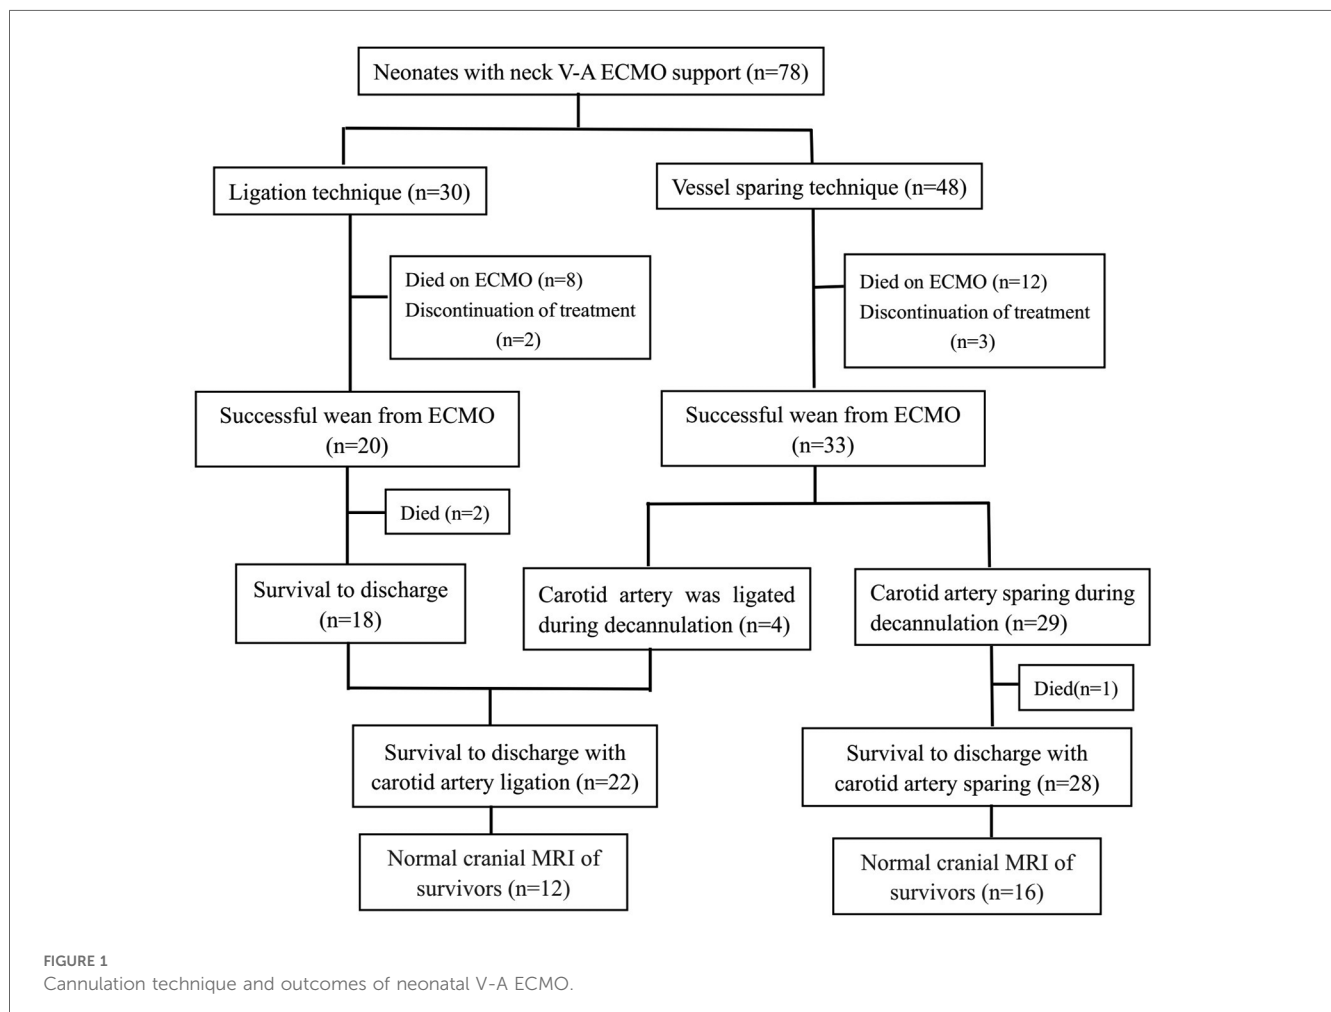 Neonates with neck V-A ECMO support (n=78)
Ligation technique (n=30)
Vessel sparing technique (n=48)
Died on ECMO (n=8)
Discontinuation of treatment
(n=2)
Died on ECMO (n=12)
Discontinuation of treatment
(n=3)
Successful wean from ECMO
(n=20)
Successful wean from ECMO
(n=33)
Died (n=2)
Survival to discharge
(n=18)
Carotid artery was ligated
during decannulation (n=4)
Carotid artery sparing during
decannulation (n=29)
Died(n=1)
Survival to discharge with
carotid artery ligation (n=22)
Survival to discharge with
carotid artery sparing (n=28)
Normal cranial MRI of
survivors (n=12)
Normal cranial MRI of
survivors (n=16)
FIGURE 1
Cannulation technique and outcomes of neonatal V-A ECMO.